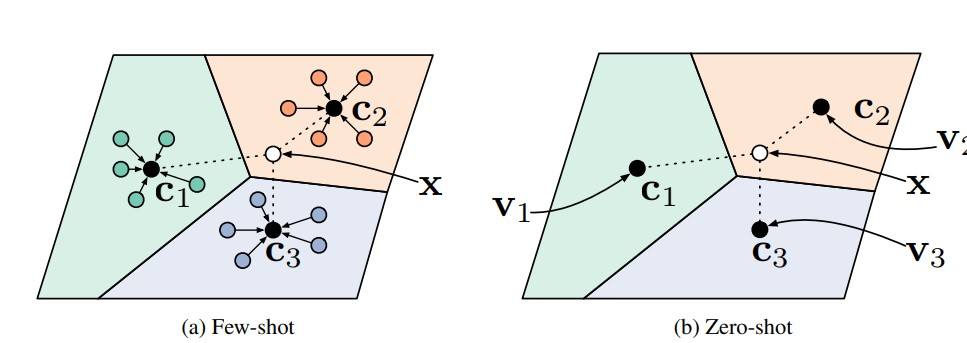 c₂
x
c₁
c₃
(a) Few-shot
c₂
v₂
x
c₁
v₁
c₃
v₃
(b) Zero-shot